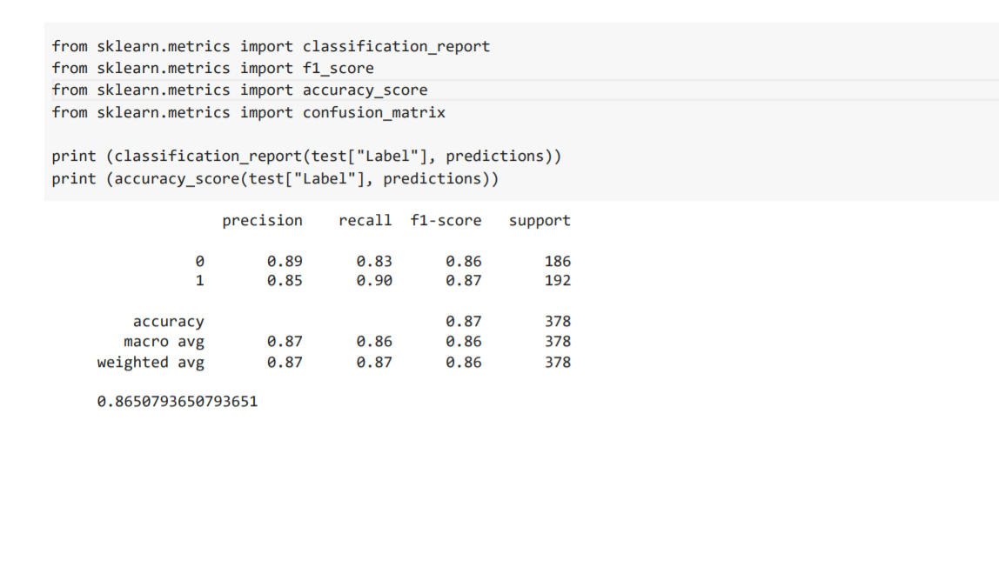 from sklearn.metrics import classification_report
from sklearn.metrics import f1_score
from sklearn.metrics import accuracy_score
from sklearn.metrics import confusion_matrix
print (classification_report(test["Label"], predictions))
print (accuracy_score(test["Label"], predictions))
precision recall f1-score support
0 0.89 0.83 0.86 186
1 0.85 0.90 0.87 192
accuracy 0.87 378
macro avg 0.87 0.86 0.86 378
weighted avg 0.87 0.87 0.86 378
0.8650793650793651